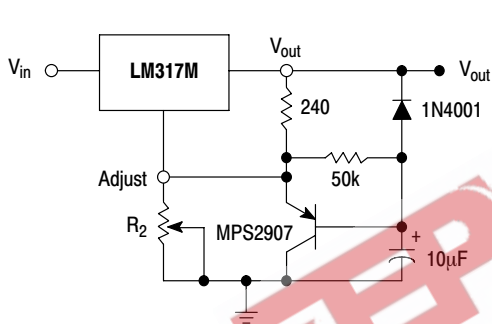 Vin
LM317M
Vout
Vout
240
1N4001
Adjust
50k
R2
MPS2907
+
10µF